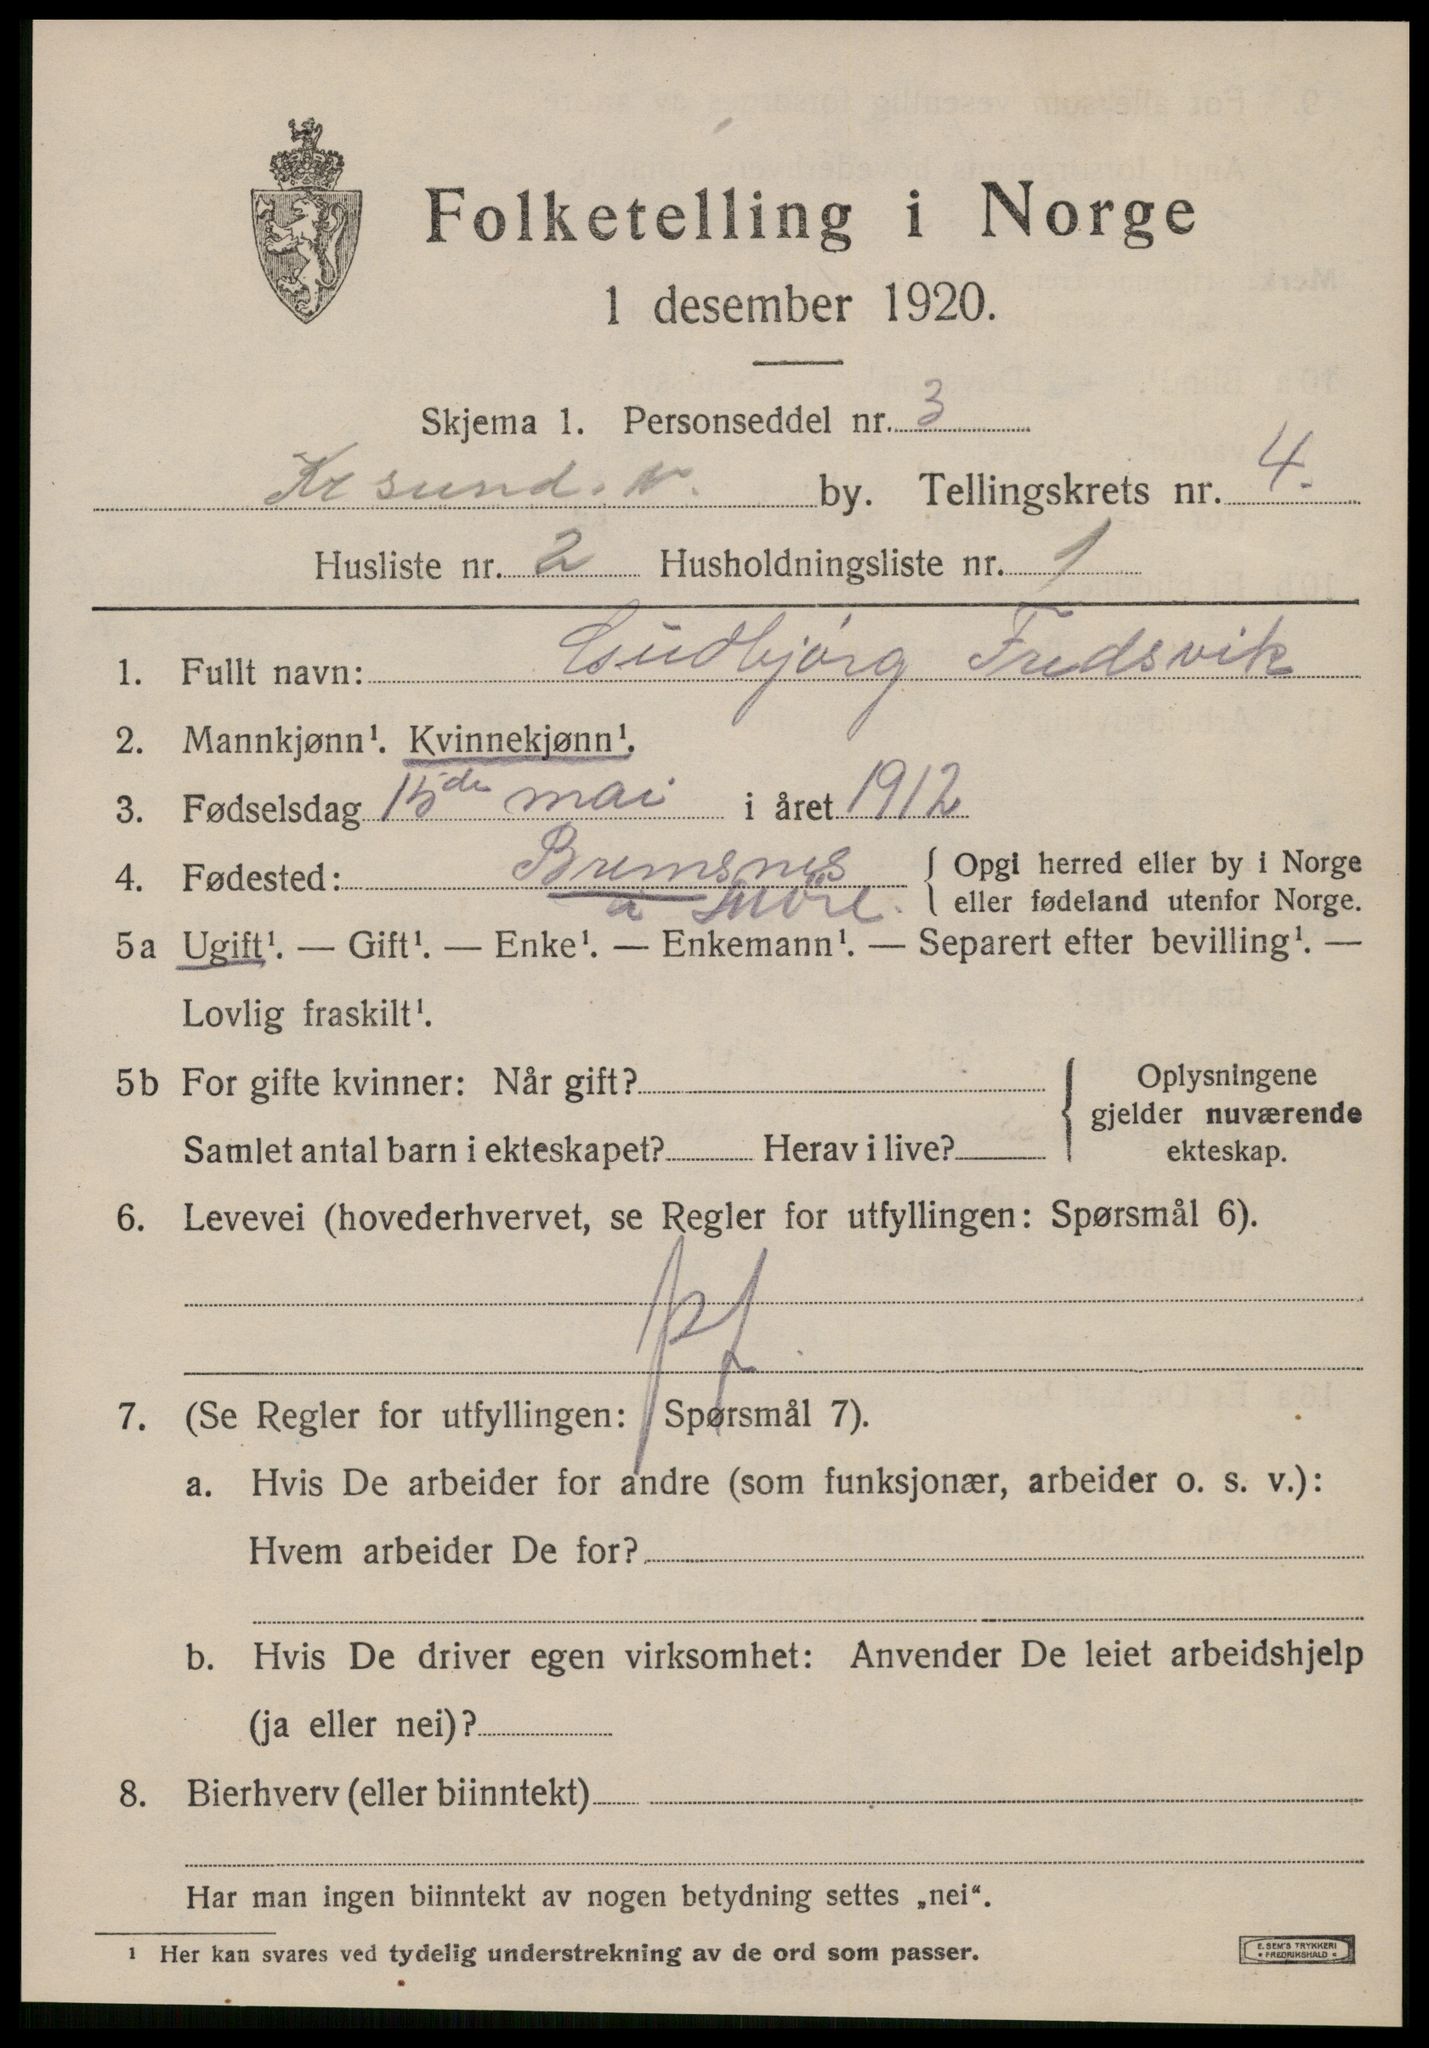 Folketelling i Norge
1 desember 1920.
Skjema 1. Personseddel nr. 3
Kr sund. N. by. Tellingskrets nr. 4.
Husliste nr. 2 Husholdningsliste nr. 1
1. Fullt navn: Gudbjørg Fredsvik
2. Mannkjønn¹. Kvinnekjønn¹.
3. Fødselsdag 15de mai i året 1912
4. Fødested: Bremsnes { Opgi herred eller by i Norge
a Möre. eller fødeland utenfor Norge.
5a Ugift¹. — Gift¹. — Enke¹. — Enkemann¹. — Separert efter bevilling¹. —
Lovlig fraskilt¹.
5b For gifte kvinner: Når gift? { Oplysningene
gjelder nuværende
Samlet antal barn i ekteskapet? Herav i live? ekteskap.
6. Levevei (hovederhvervet, se Regler for utfyllingen: Spørsmål 6).
7. (Se Regler for utfyllingen: Spørsmål 7).
a. Hvis De arbeider for andre (som funksjonær, arbeider o. s. v.):
Hvem arbeider De for?
b. Hvis De driver egen virksomhet: Anvender De leiet arbeidshjelp
(ja eller nei)?
8. Bierhverv (eller biinntekt)
Har man ingen biinntekt av nogen betydning settes „nei“.
¹ Her kan svares ved tydelig understrekning av de ord som passer.
E. SEM'S TRYKKERI
* FREDRIKSHALD *